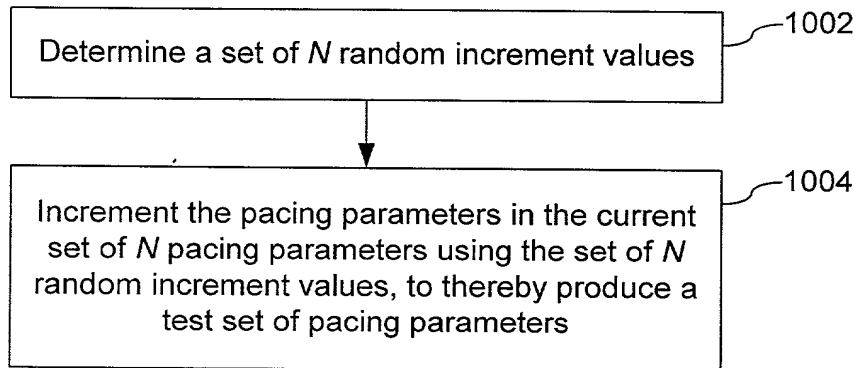 Determine a set of N random increment values
1002
1004
Increment the pacing parameters in the current
set of N pacing parameters using the set of N
random increment values, to thereby produce a
test set of pacing parameters